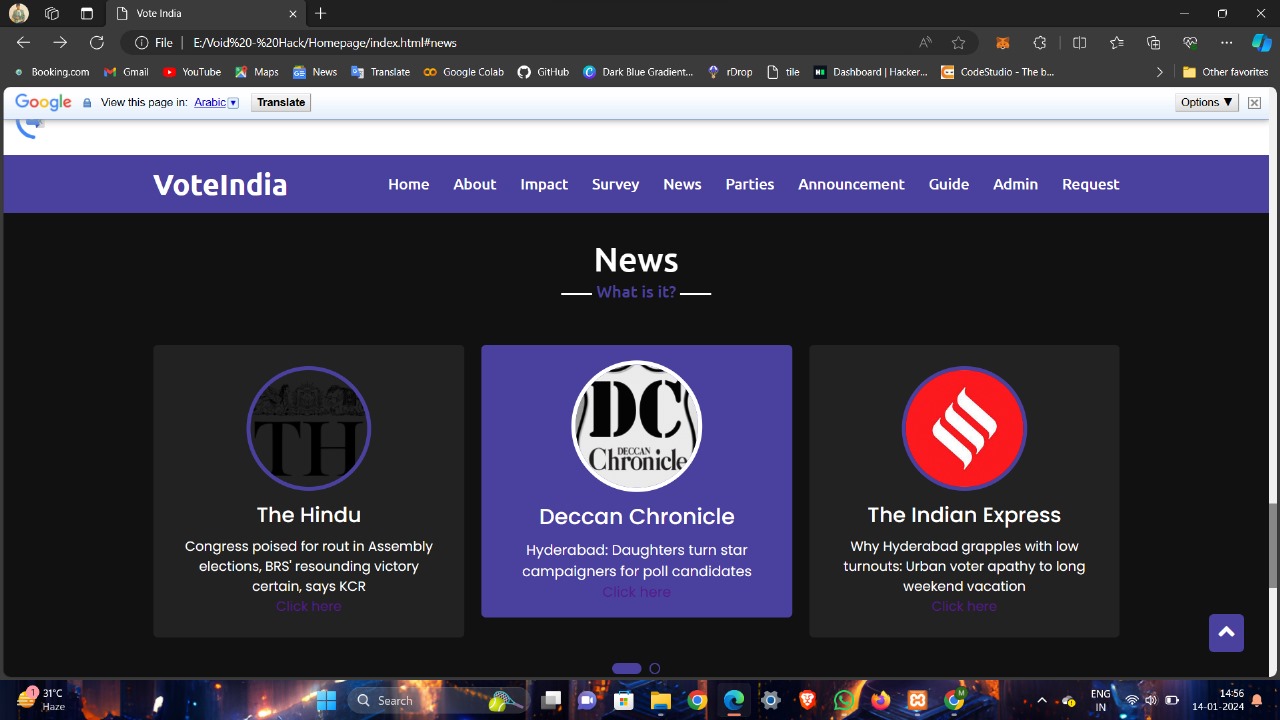 Vote India
File
E:/Void%20-%20Hack/Homepage/index.html#news
Booking.com
Gmail
YouTube
Maps
News
Translate
Google Colab
GitHub
Dark Blue Gradient...
rDrop
tile
Dashboard | Hacker...
CodeStudio - The b...
Other favorites
Google
View this page in: Arabic
Translate
Options ▼
VoteIndia
Home
About
Impact
Survey
News
Parties
Announcement
Guide
Admin
Request
News
What is it?
TH
The Hindu
Congress poised for rout in Assembly
elections, BRS' resounding victory
certain, says KCR
Click here
DC
DECCAN
Chronicle
Deccan Chronicle
Hyderabad: Daughters turn star
campaigners for poll candidates
Click here
The Indian Express
Why Hyderabad grapples with low
turnouts: Urban voter apathy to long
weekend vacation
Click here
1
31°C
Haze
Search
M
ENG
IN
14:56
14-01-2024